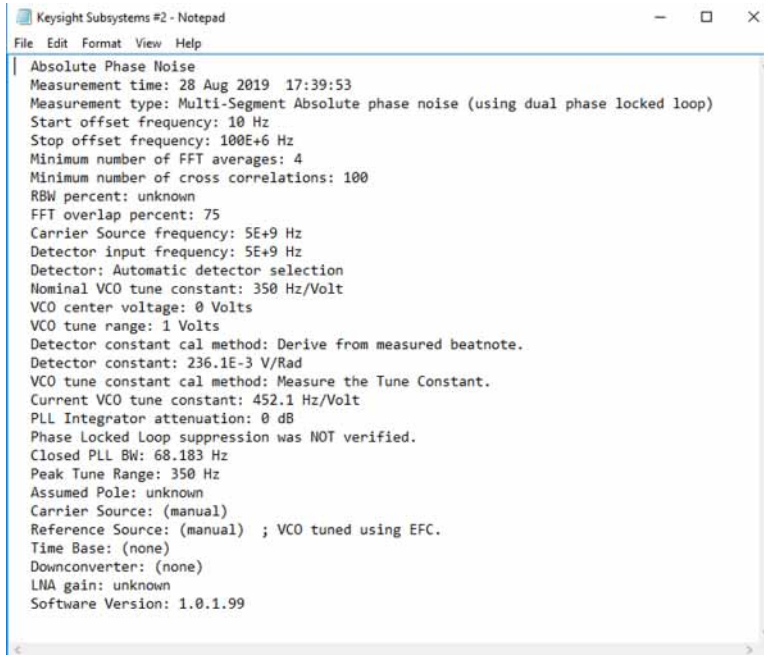 Keysight Subsystems #2 - Notepad
File Edit Format View Help
Absolute Phase Noise
Measurement time: 28 Aug 2019 17:39:53
Measurement type: Multi-Segment Absolute phase noise (using dual phase locked loop)
Start offset frequency: 10 Hz
Stop offset frequency: 100E+6 Hz
Minimum number of FFT averages: 4
Minimum number of cross correlations: 100
RBW percent: unknown
FFT overlap percent: 75
Carrier Source frequency: 5E+9 Hz
Detector input frequency: 5E+9 Hz
Detector: Automatic detector selection
Nominal VCO tune constant: 350 Hz/Volt
VCO center voltage: 0 Volts
VCO tune range: 1 Volts
Detector constant cal method: Derive from measured beatnote.
Detector constant: 236.1E-3 V/Rad
VCO tune constant cal method: Measure the Tune Constant.
Current VCO tune constant: 452.1 Hz/Volt
PLL Integrator attenuation: 0 dB
Phase Locked Loop suppression was NOT verified.
Closed PLL BW: 68.183 Hz
Peak Tune Range: 350 Hz
Assumed Pole: unknown
Carrier Source: (manual)
Reference Source: (manual) ; VCO tuned using EFC.
Time Base: (none)
Downconverter: (none)
LNA gain: unknown
Software Version: 1.0.1.99